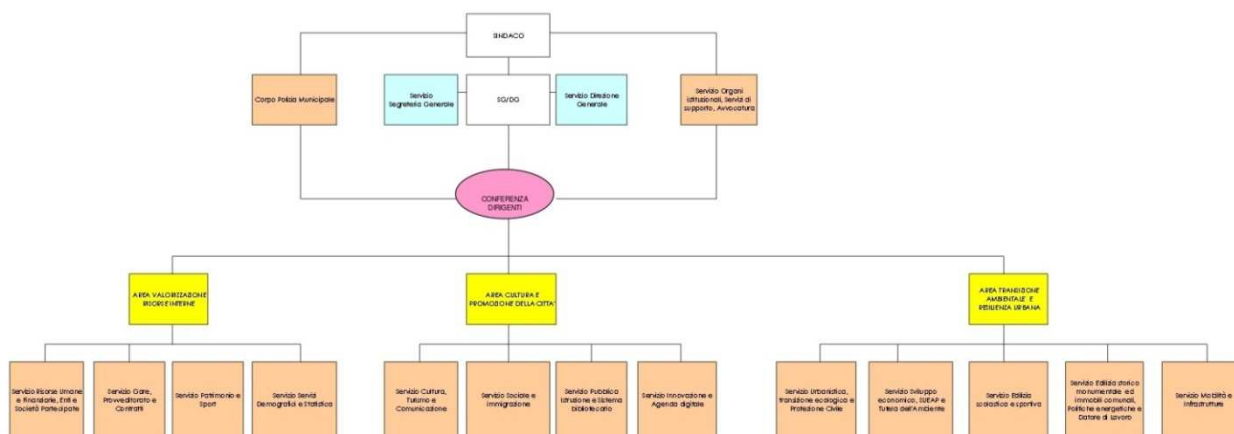 SINDACO
Corpo Polizia Municipale
Servizio
Segreteria Generale
SG/DG
Servizio Direzione
Generale
Servizio Organi
istituzionali, Servizi di
supporto, Avvocatura
CONFERENZA
DIRIGENTI
AREA VALORIZZAZIONE
RISORSE INTERNE
AREA CULTURA E
PROMOZIONE DELLA CITTA'
AREA TRANSIZIONE
AMBIENTALE E
RESILIENZA URBANA
Servizio Risorse Umane
e Finanziarie, Enti e
Società Partecipate
Servizio Gare,
Provveditorato e
Contratti
Servizio Patrimonio e
Sport
Servizio Servizi
Demografici e Statistica
Servizio Cultura,
Turismo e
Comunicazione
Servizio Sociale e
Immigrazione
Servizio Pubblica
Istruzione e Sistema
bibliotecario
Servizio Innovazione e
Agenda digitale
Servizio Urbanistica,
transizione ecologica e
Protezione Civile
Servizio Sviluppo
economico, SUEAP e
Tutela dell'Ambiente
Servizio Edilizia
scolastica e sportiva
Servizio Edilizia storico
monumentale ed
immobili comunali,
Politiche energetiche e
Datore di Lavoro
Servizio Mobilità e
Infrastrutture